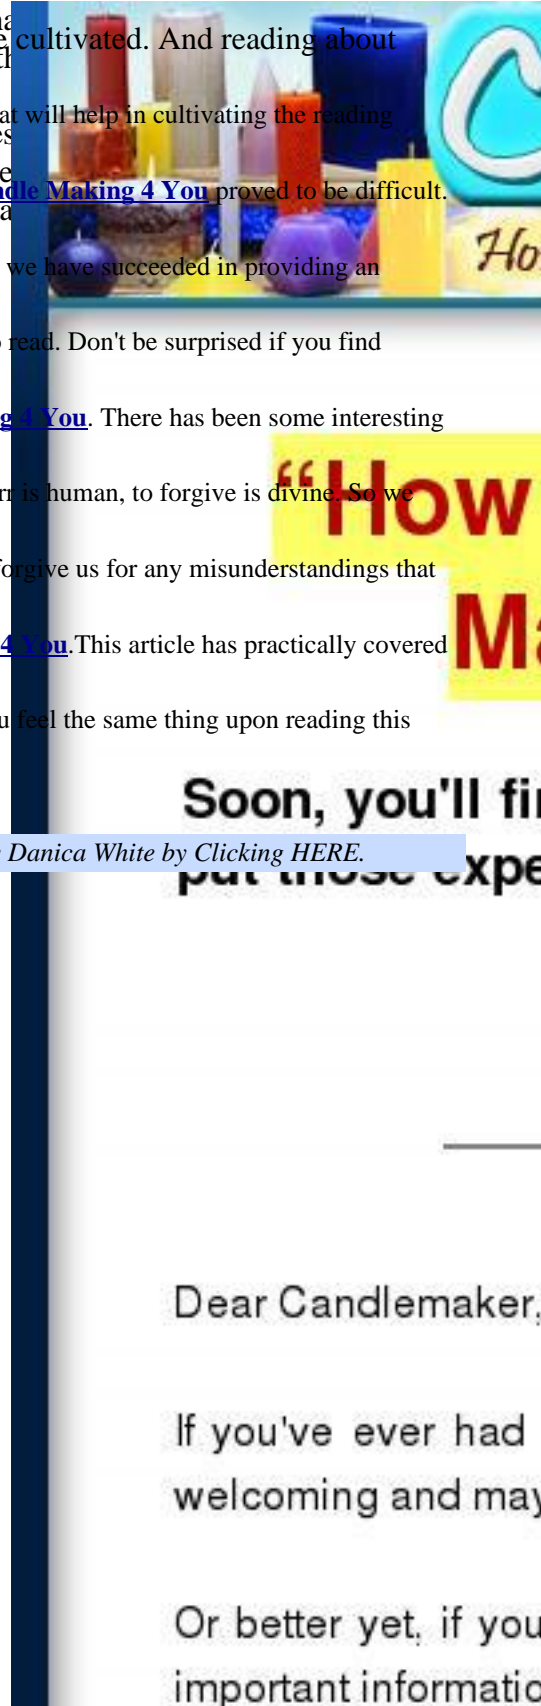 cultivated. And reading about
at will help in cultivating the reading
dle Making 4 You proved to be difficult.
we have succeeded in providing an
read. Don't be surprised if you find
g 4 You. There has been some interesting
is human, to forgive is divine. So we
forgive us for any misunderstandings that
4 You.This article has practically covered
feel the same thing upon reading this
Danica White by Clicking HERE.
C
Ho
“How
Ma
Soon, you'll fi
put those expe
Dear Candlemaker,
If you've ever had
welcoming and may
Or better yet, if you
important informatio